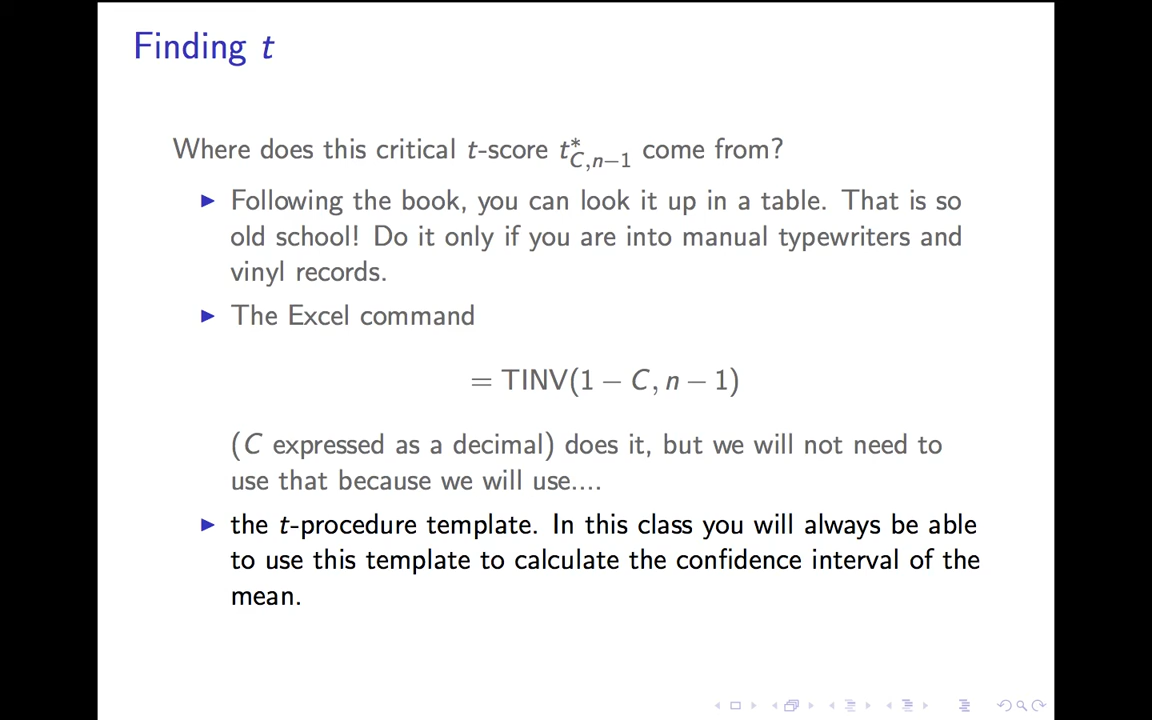 Finding t
Where does this critical t-score t*C,n−1 come from?
▶ Following the book, you can look it up in a table. That is so
old school! Do it only if you are into manual typewriters and
vinyl records.
▶ The Excel command
= TINV(1 − C, n − 1)
(C expressed as a decimal) does it, but we will not need to
use that because we will use....
▶ the t-procedure template. In this class you will always be able
to use this template to calculate the confidence interval of the
mean.